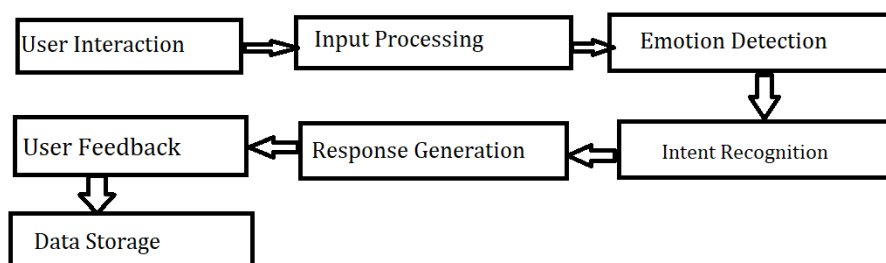 User Interaction
Input Processing
Emotion Detection
Intent Recognition
Response Generation
User Feedback
Data Storage